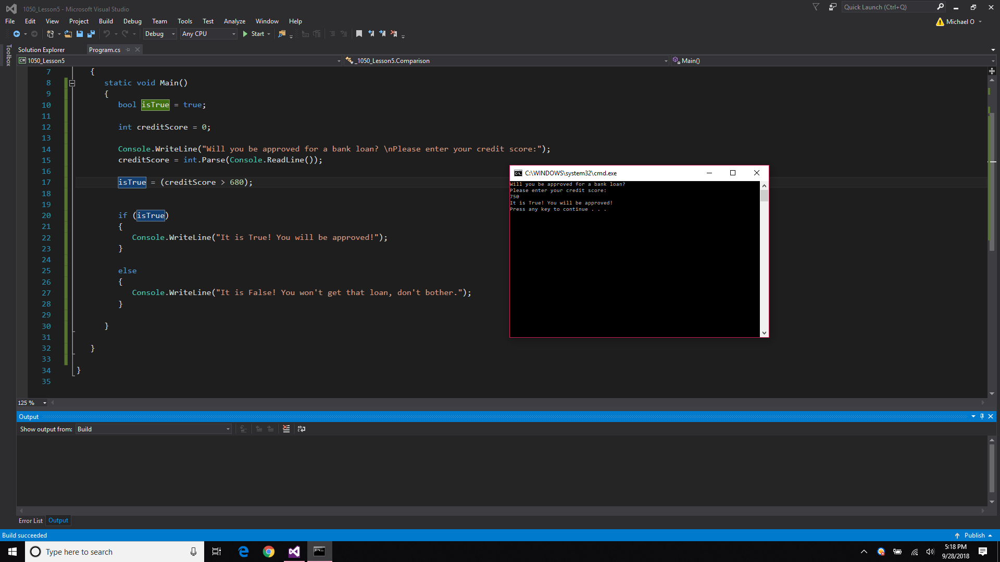 1050_Lesson5 - Microsoft Visual Studio
Quick Launch (Ctrl+Q)
File Edit View Project Build Debug Team Tools Test Analyze Window Help
Michael O
Debug Any CPU Start
Toolbox
Solution Explorer Program.cs
C# 1050_Lesson5 _1050_Lesson5.Comparison Main()
7 {
8 static void Main()
9 {
10 bool isTrue = true;
11
12 int creditScore = 0;
13
14 Console.WriteLine("Will you be approved for a bank loan? \nPlease enter your credit score:");
15 creditScore = int.Parse(Console.ReadLine());
16
17 isTrue = (creditScore > 680);
18
19
20 if (isTrue)
21 {
22 Console.WriteLine("It is True! You will be approved!");
23 }
24
25 else
26 {
27 Console.WriteLine("It is False! You won't get that loan, don't bother.");
28 }
29
30 }
31
32 }
33
34 }
35
C:\WINDOWS\system32\cmd.exe
Will you be approved for a bank loan?
Please enter your credit score:
750
It is True! You will be approved!
Press any key to continue . . .
125 %
Output
Show output from: Build
Error List Output
Build succeeded
Publish
Type here to search
5:18 PM
9/28/2018